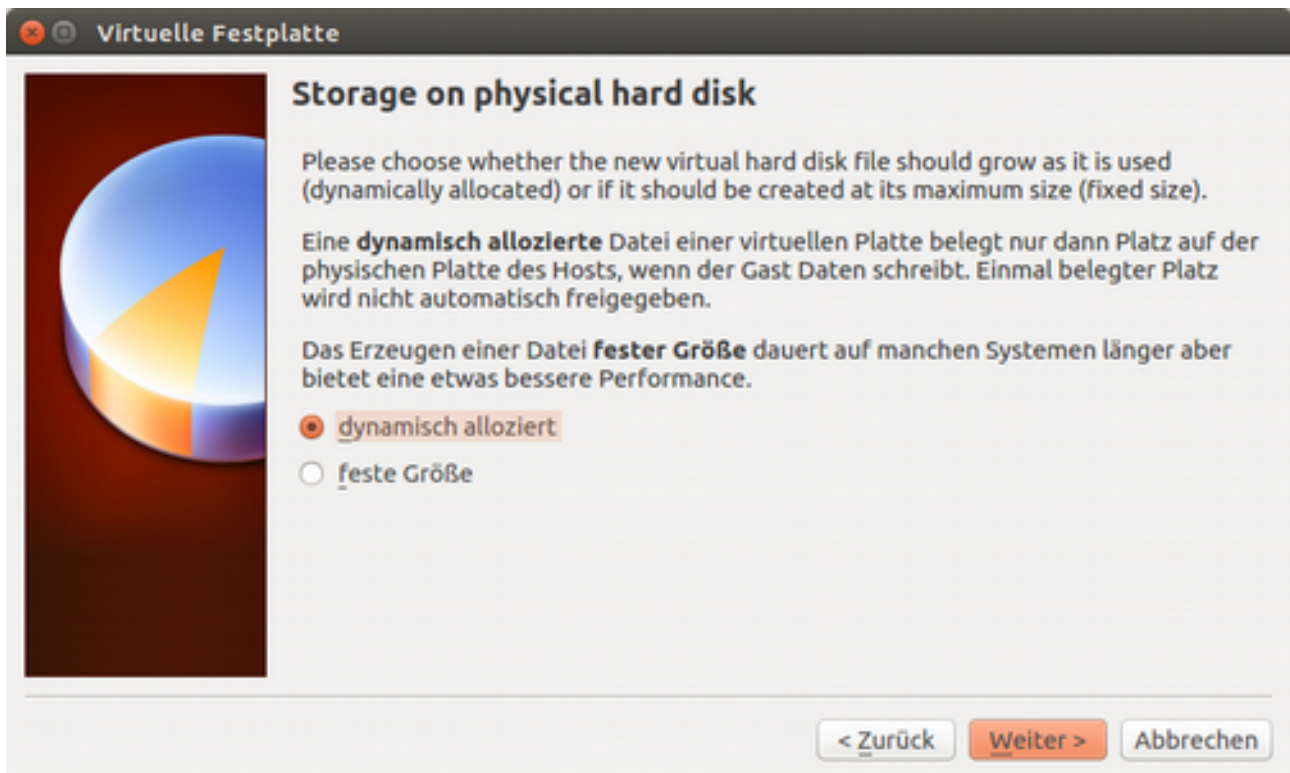 Virtuelle Festplatte
Storage on physical hard disk
Please choose whether the new virtual hard disk file should grow as it is used
(dynamically allocated) or if it should be created at its maximum size (fixed size).
Eine dynamisch allozierte Datei einer virtuellen Platte belegt nur dann Platz auf der
physischen Platte des Hosts, wenn der Gast Daten schreibt. Einmal belegter Platz
wird nicht automatisch freigegeben.
Das Erzeugen einer Datei fester Größe dauert auf manchen Systemen länger aber
bietet eine etwas bessere Performance.
dynamisch alloziert
feste Größe
< Zurück Weiter > Abbrechen